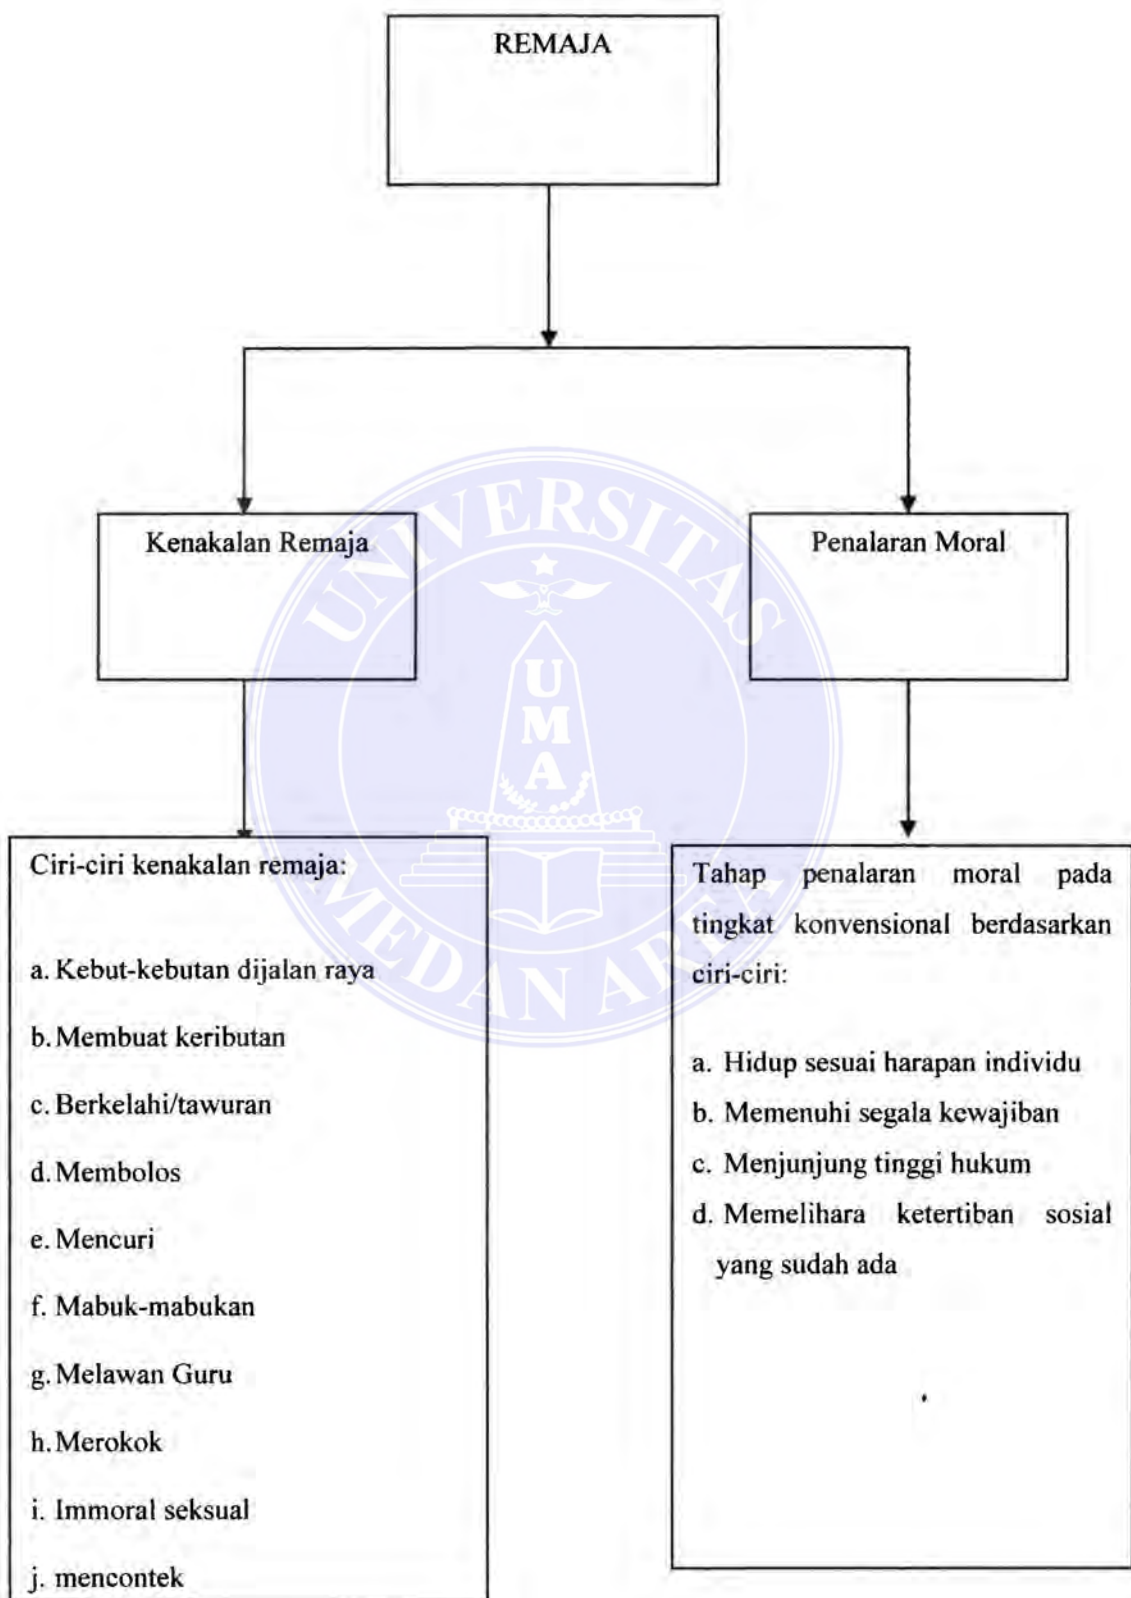 REMAJA
Kenakalan Remaja
Penalaran Moral
UNIVERSITAS
UMA
MEDAN AREA
Ciri-ciri kenakalan remaja:
a. Kebut-kebutan dijalan raya
b. Membuat keributan
c. Berkelahi/tawuran
d. Membolos
e. Mencuri
f. Mabuk-mabukan
g. Melawan Guru
h. Merokok
i. Immoral seksual
j. mencontek
Tahap penalaran moral pada
tingkat konvensional berdasarkan
ciri-ciri:
a. Hidup sesuai harapan individu
b. Memenuhi segala kewajiban
c. Menjunjung tinggi hukum
d. Memelihara ketertiban sosial
yang sudah ada